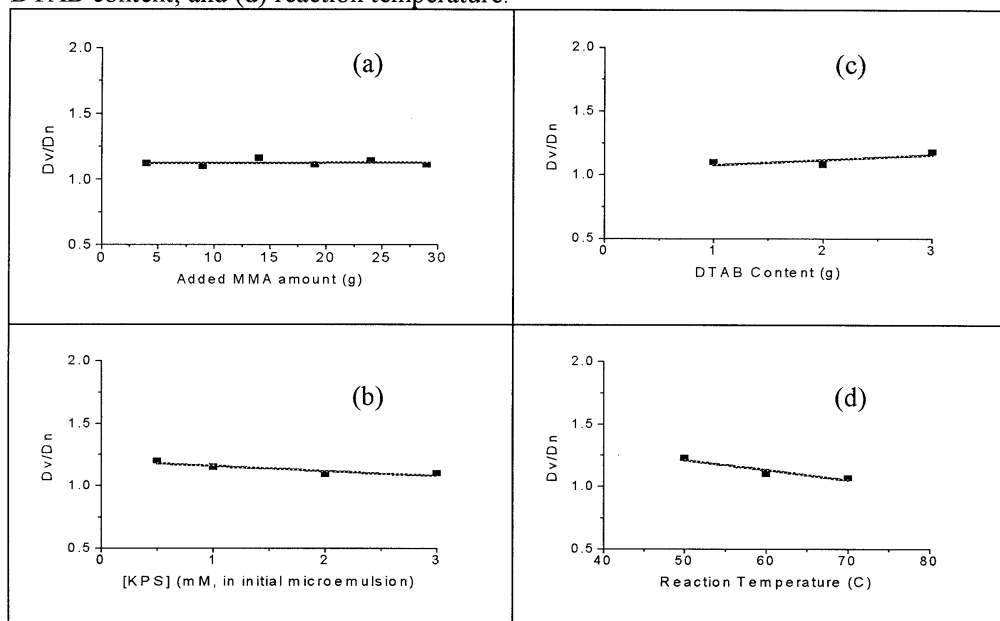 DTAB content, and (d) reaction temperature.
(a)
2.0
1.5
1.0
0.5
Dv/Dn
0 5 10 15 20 25 30
Added MMA amount (g)
(c)
2.0
1.5
1.0
0.5
Dv/Dn
0 1 2 3
DTAB Content (g)
(b)
2.0
1.5
1.0
0.5
Dv/Dn
0 1 2 3
[KPS] (mM, in initial microemulsion)
(d)
2.0
1.5
1.0
0.5
Dv/Dn
40 50 60 70 80
Reaction Temperature (C)